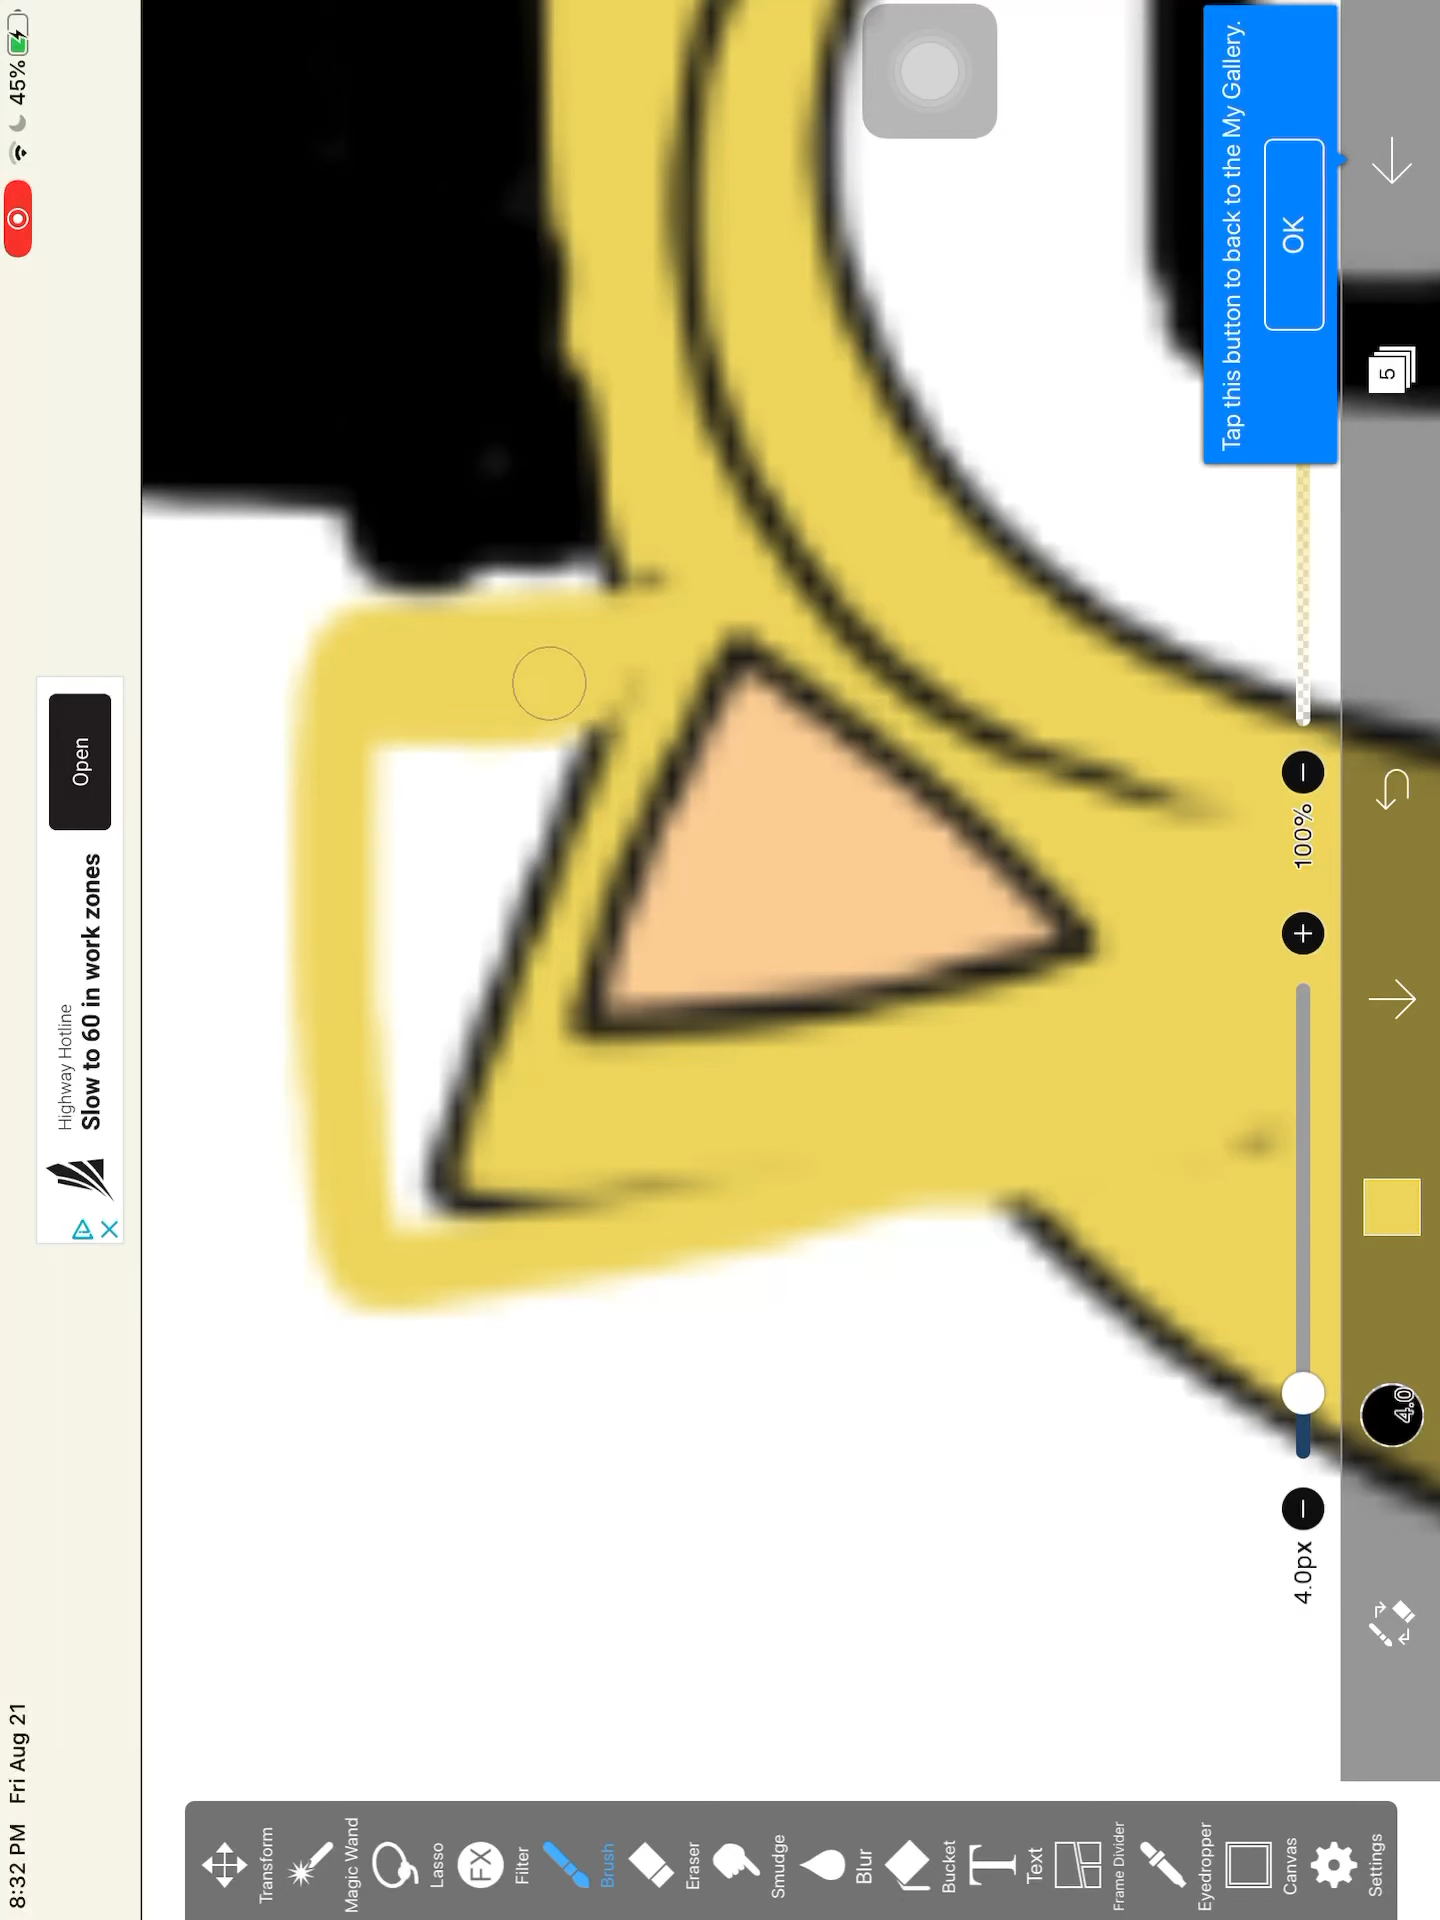 8:32 PM Fri Aug 21
45%
Highway Hotline
Slow to 60 in work zones
Open
Transform
Magic Wand
Lasso
FX
Filter
Brush
Eraser
Smudge
Blur
Bucket
T
Text
Frame Divider
Eyedropper
Canvas
Settings
Tap this button to back to the My Gallery.
OK
4.0px
100%
4.0
5